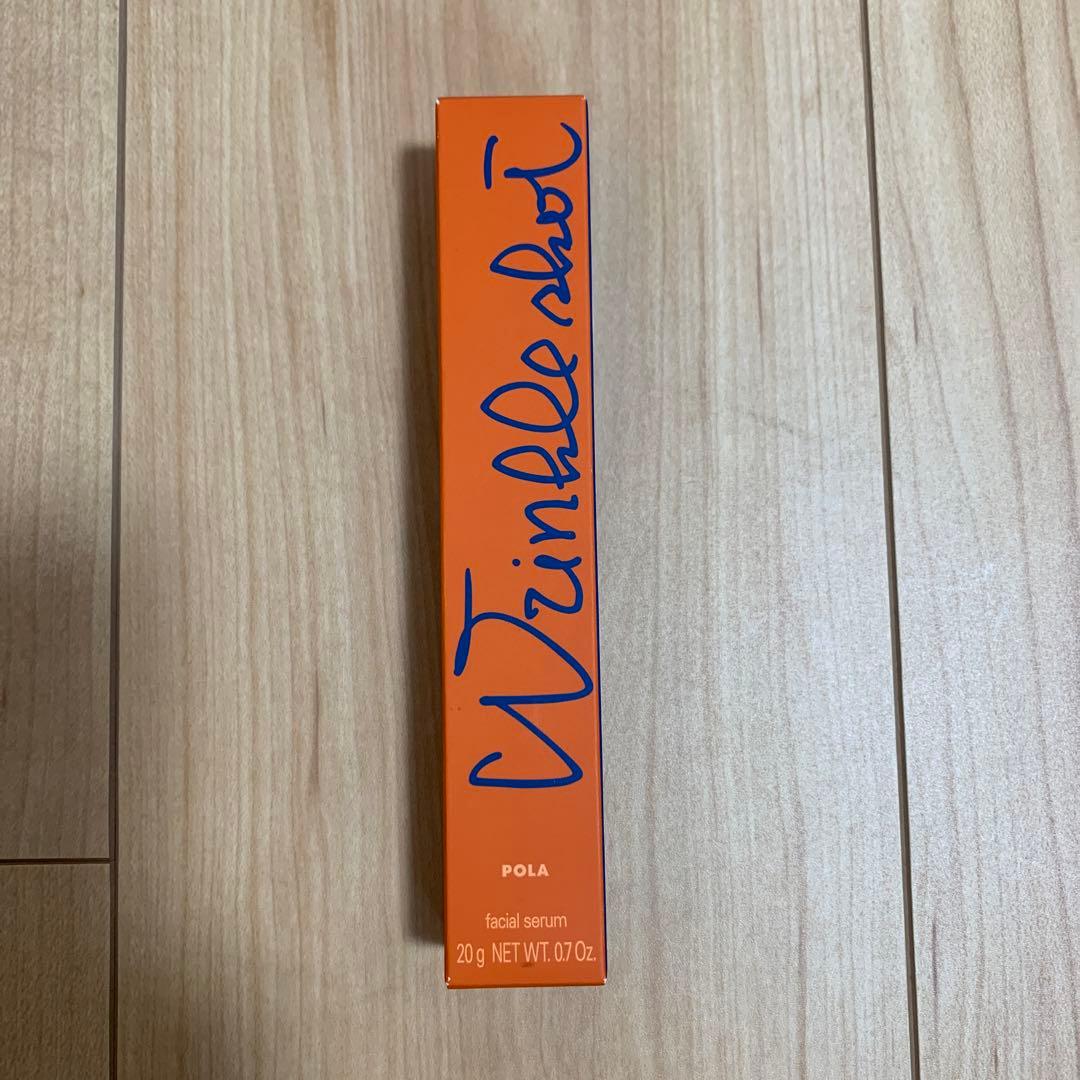 Wrinkle shot
POLA
facial serum
20 g NET WT. 0.7 Oz.